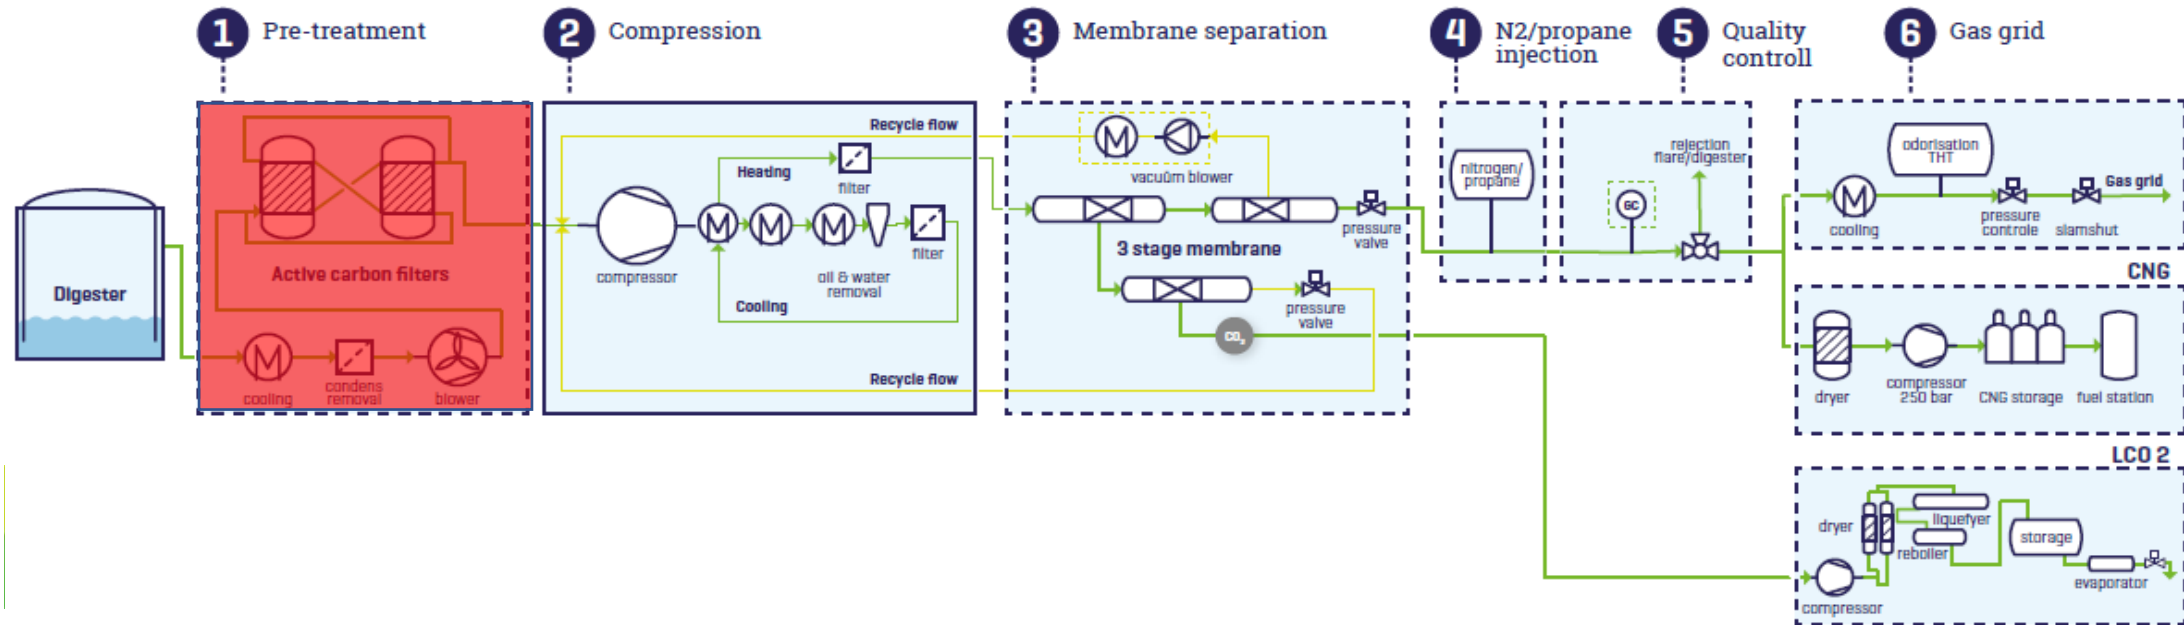 1 Pre-treatment
2 Compression
3 Membrane separation
4 N2/propane
injection
5 Quality
controll
6 Gas grid
Digester
Active carbon filters
cooling
condens
removal
blower
Recycle flow
Heating
filter
compressor
oil & water
removal
filter
Cooling
Recycle flow
vacuüm blower
3 stage membrane
pressure
valve
pressure
valve
CO₂
nitrogen/
propane
rejection
flare/digester
GC
odorisation
THT
Gas grid
cooling
pressure
controle
slamshut
CNG
dryer
compressor
250 bar
CNG storage
fuel station
LCO 2
dryer
liquefyer
reboiler
storage
evaporator
compressor